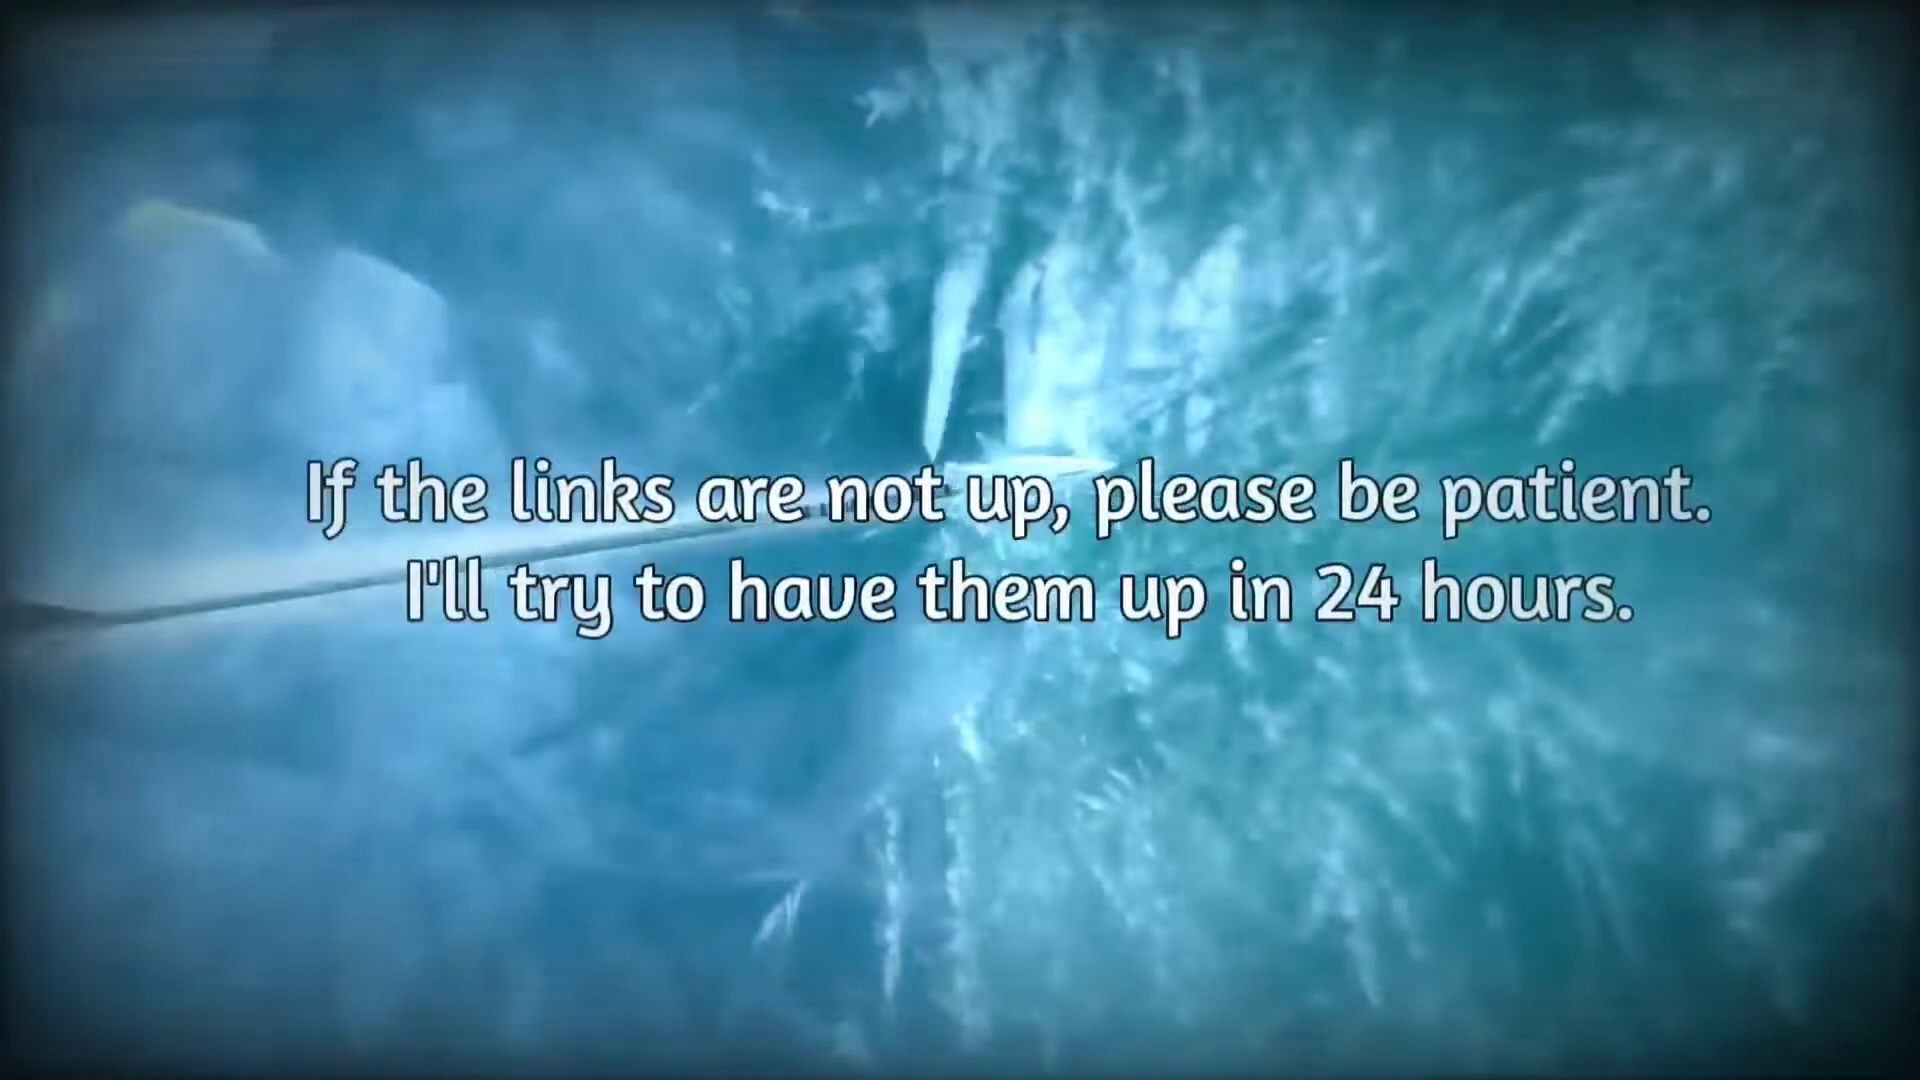 If the links are not up, please be patient.
I'll try to have them up in 24 hours.